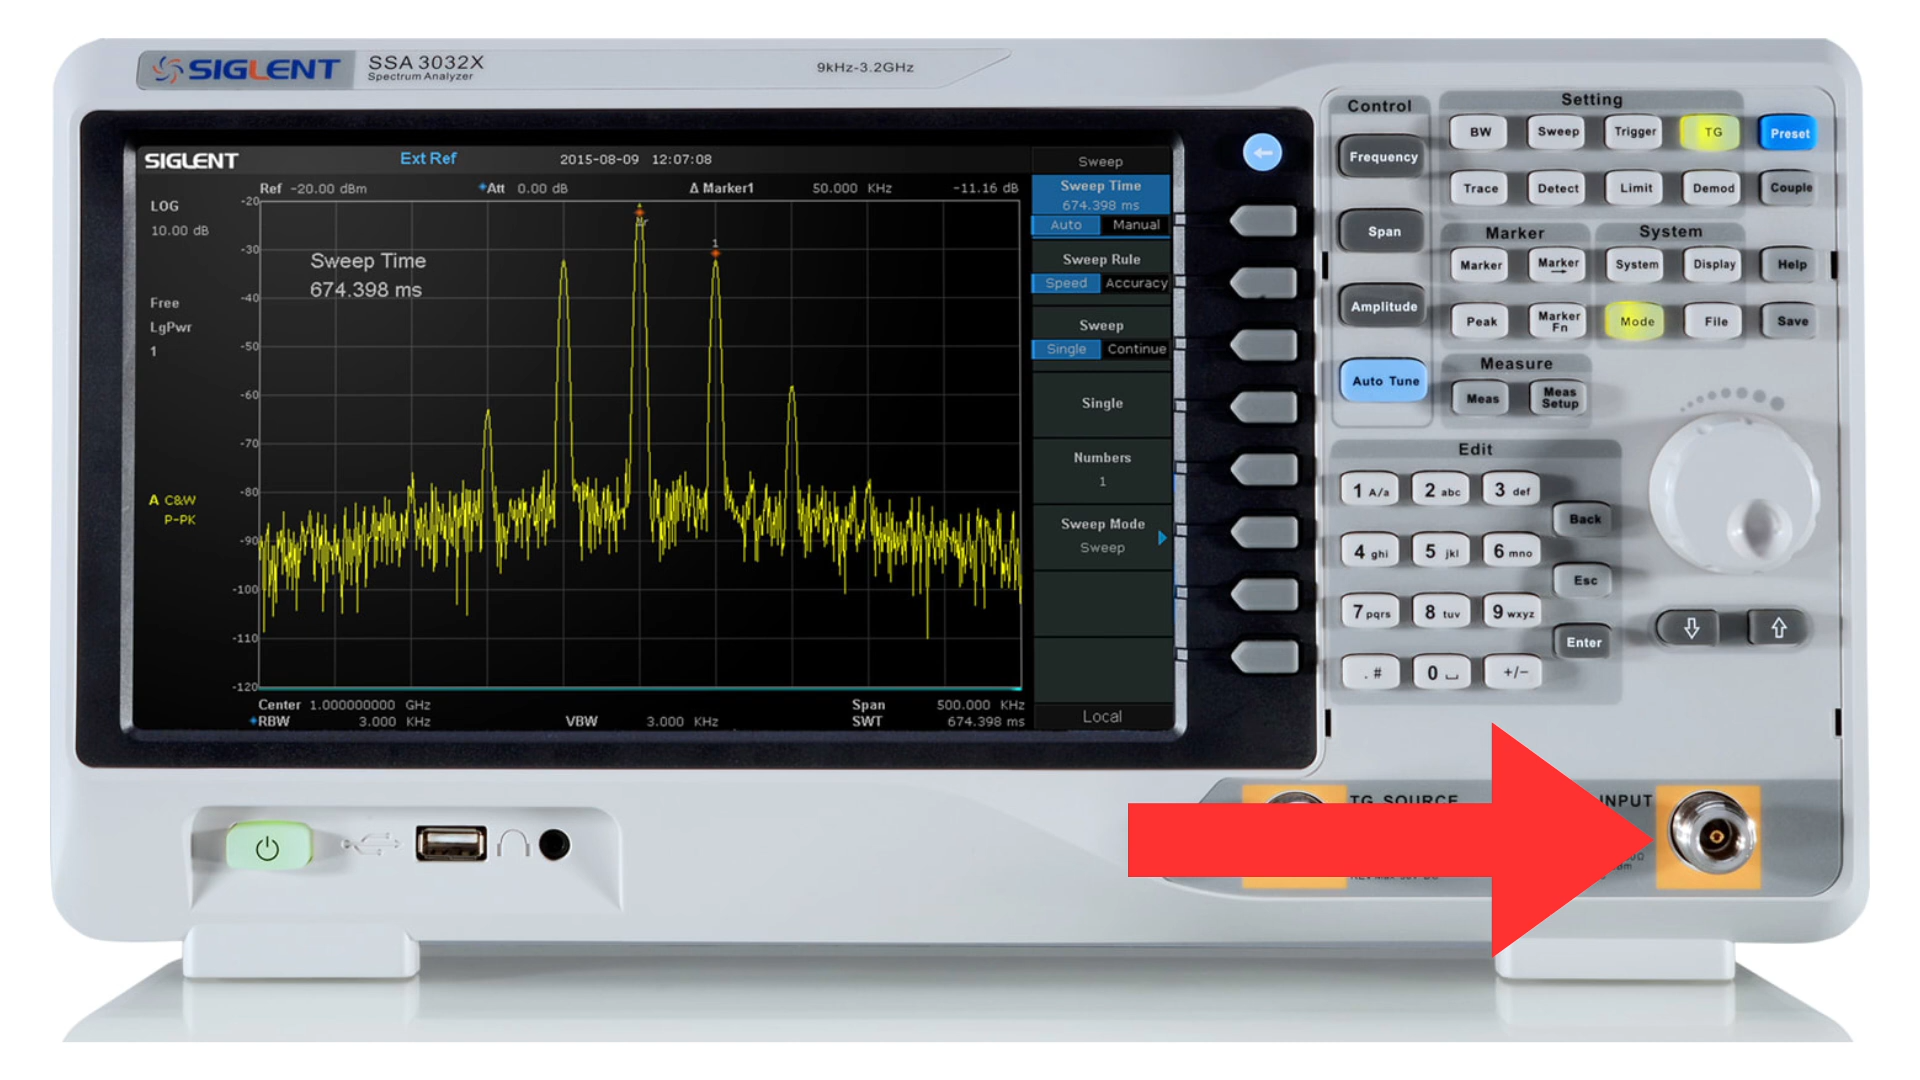 SIGLENT
SSA 3032X
Spectrum Analyzer
9kHz-3.2GHz
SIGLENT
Ext Ref
2015-08-09 12:07:08
Ref -20.00 dBm
Att 0.00 dB
Δ Marker1
50.000 KHz
-11.16 dB
LOG
10.00 dB
Free
LgPwr
1
A C&W
P-PK
-20
-30
-40
-50
-60
-70
-80
-90
-100
-110
-120
Sweep Time
674.398 ms
1
Center 1.000000000 GHz
Span 500.000 KHz
RBW 3.000 KHz
VBW 3.000 KHz
SWT 674.398 ms
Sweep
Sweep Time
674.398 ms
Auto Manual
Sweep Rule
Speed Accuracy
Sweep
Single Continue
Single
Numbers
1
Sweep Mode
Sweep
Local
Control
Frequency
Span
Amplitude
Auto Tune
Setting
BW Sweep Trigger TG Preset
Trace Detect Limit Demod Couple
Marker
System
Marker Marker System Display Help
Peak Marker Fn Mode File Save
Measure
Meas Meas Setup
Edit
1 A/a 2 abc 3 def
Back
4 ghi 5 jkl 6 mno
Esc
7 pqrs 8 tuv 9 wxyz
Enter
. # 0 +/-
TG SOURCE
INPUT